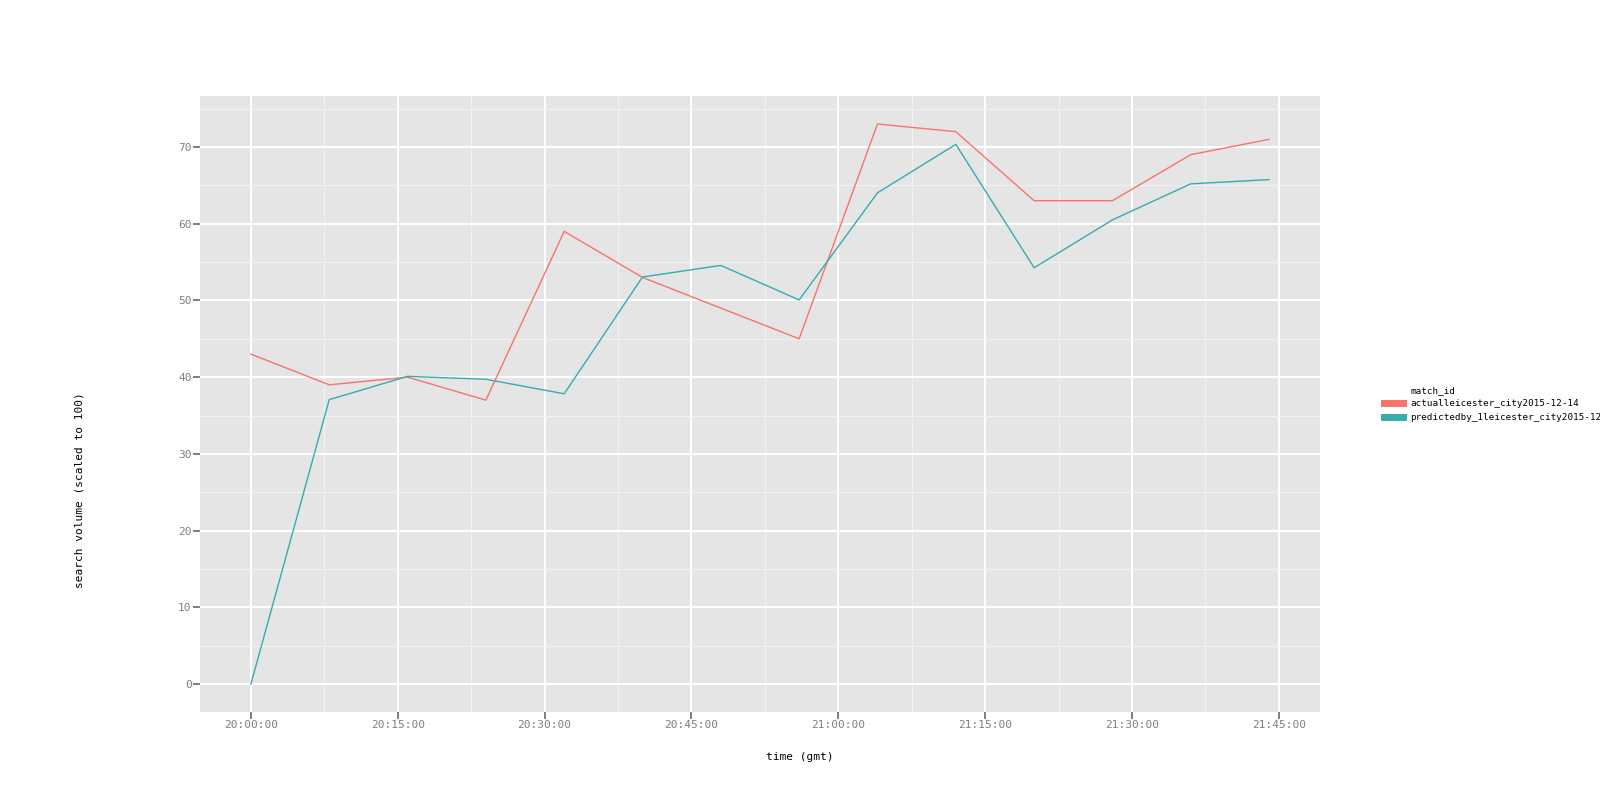 70
60
50
40
30
20
10
0
search volume (scaled to 100)
20:00:00 20:15:00 20:30:00 20:45:00 21:00:00 21:15:00 21:30:00 21:45:00
time (gmt)
match_id
actualleicester_city2015-12-14
predictedby_1leicester_city2015-12